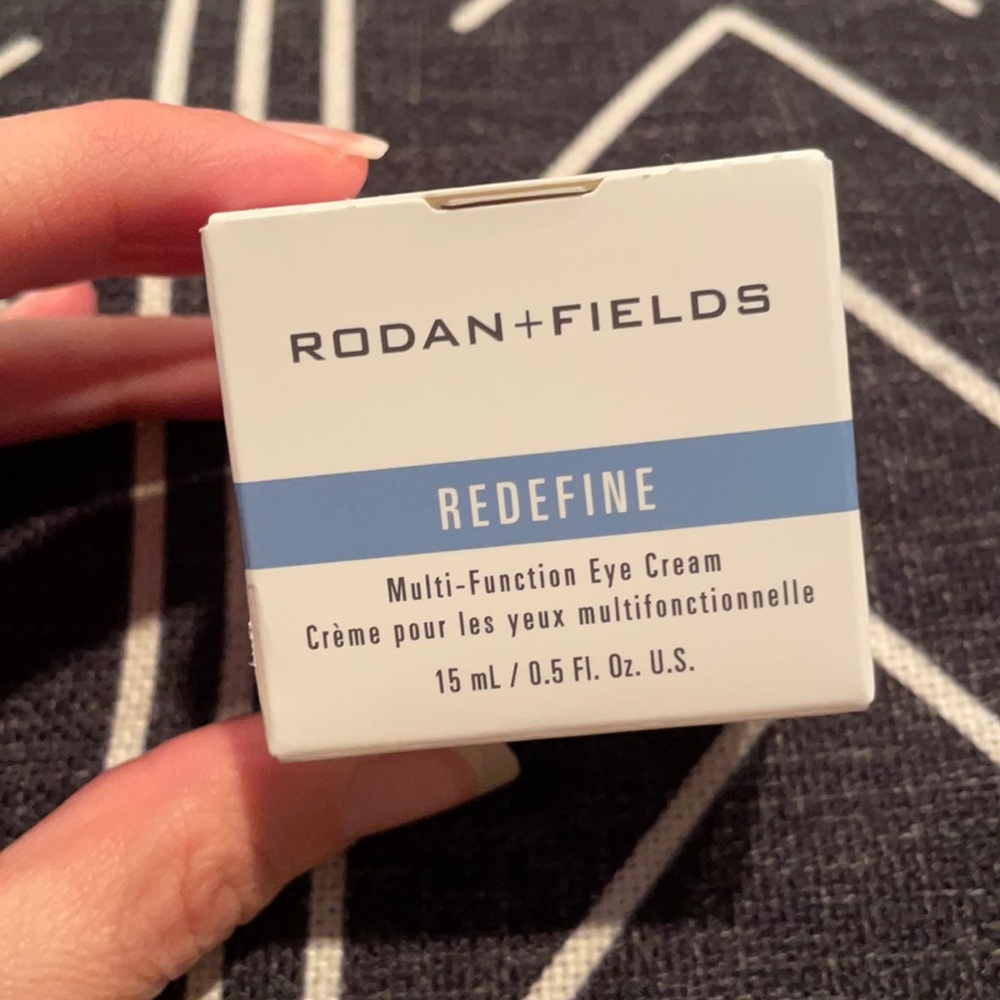 RODAN+FIELDS
REDEFINE
Multi-Function Eye Cream
Crème pour les yeux multifonctionnelle
15 mL / 0.5 Fl. Oz. U.S.